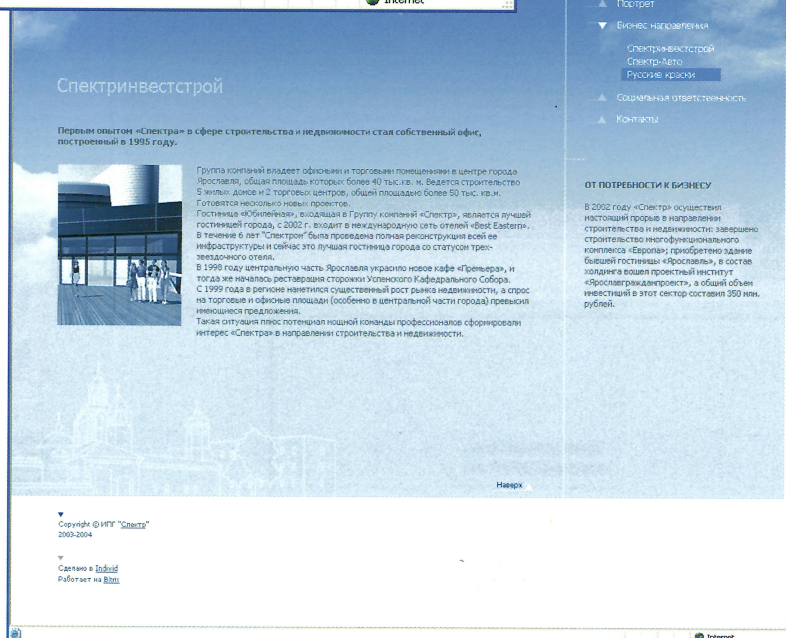 Internet
Портрет
Бизнес направления
Спектринвестстрой
Спектр-Авто
Русские краски
Социальная ответственность
Контакты
Спектринвестстрой
Первым опытом «Спектра» в сфере строительства и недвижимости стал собственный офис,
построенный в 1995 году.
Группа компаний владеет офисными и торговыми помещениями в центре города
Ярославля, общая площадь которых более 40 тыс.кв. м. Ведется строительство
5 жилых домов и 2 торговых центров, общей площадью более 50 тыс. кв.м.
Готовятся несколько новых проектов.
Гостиница «Юбилейная», входящая в Группу компаний «Спектр», является лучшей
гостиницей города, с 2002 г. входит в международную сеть отелей «Best Eastern».
В течение 6 лет "Спектром" была проведена полная реконструкция всей ее
инфраструктуры и сейчас это лучшая гостиница города со статусом трех-
звездочного отеля.
В 1998 году центральную часть Ярославля украсило новое кафе «Премьера», и
тогда же началась реставрация сторожки Успенского Кафедрального Собора.
С 1999 года в регионе наметился существенный рост рынка недвижимости, а спрос
на торговые и офисные площади (особенно в центральной части города) превысил
имеющиеся предложения.
Такая ситуация плюс потенциал мощной команды профессионалов сформировали
интерес «Спектра» в направлении строительства и недвижимости.
ОТ ПОТРЕБНОСТИ К БИЗНЕСУ
В 2002 году «Спектр» осуществил
настоящий прорыв в направлении
строительства и недвижимости: завершено
строительство многофункционального
комплекса «Европа»; приобретено здание
бывшей гостиницы «Ярославль», в состав
холдинга вошел проектный институт
«Ярославгражданпроект», а общий объем
инвестиций в этот сектор составил 350 млн.
рублей.
Наверх
Copyright © ИПГ "Спектр"
2003-2004
Сделано в Individ
Работает на Bitrix
Internet